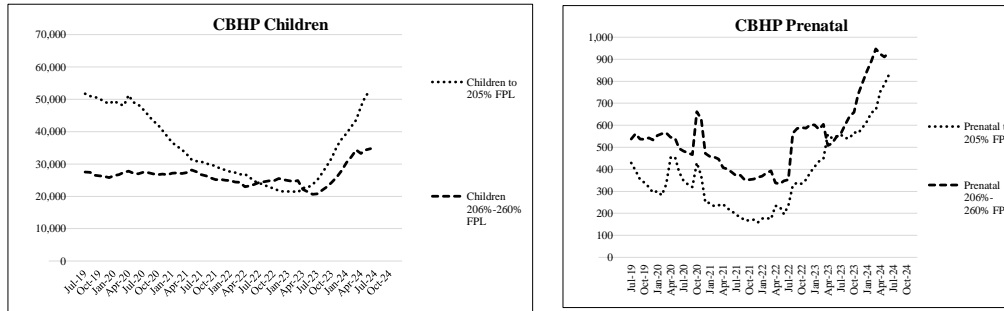 CBHP Children
70,000
60,000
50,000
40,000
30,000
20,000
10,000
0
Jul-19
Oct-19
Jan-20
Apr-20
Jul-20
Oct-20
Jan-21
Apr-21
Jul-21
Oct-21
Jan-22
Apr-22
Jul-22
Oct-22
Jan-23
Apr-23
Jul-23
Oct-23
Jan-24
Apr-24
Jul-24
Oct-24
Children to
205% FPL
Children
206%-260%
FPL
CBHP Prenatal
1,000
900
800
700
600
500
400
300
200
100
0
Jul-19
Oct-19
Jan-20
Apr-20
Jul-20
Oct-20
Jan-21
Apr-21
Jul-21
Oct-21
Jan-22
Apr-22
Jul-22
Oct-22
Jan-23
Apr-23
Jul-23
Oct-23
Jan-24
Apr-24
Jul-24
Oct-24
Prenatal
205% FP
Prenatal
206%-
260% FP